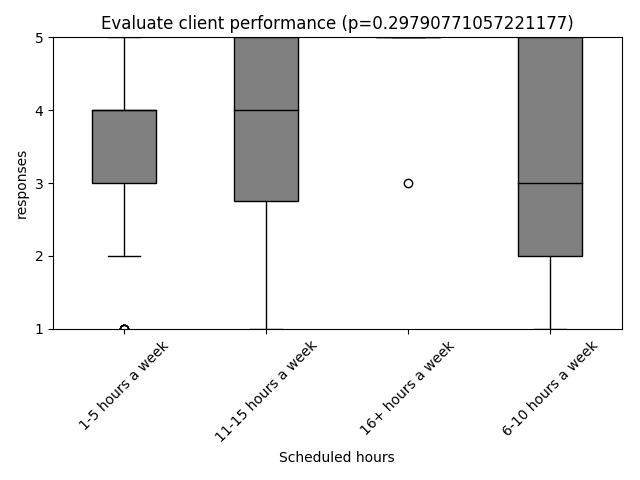 Evaluate client performance (p=0.29790771057221177)
5
4
3
2
1
responses
1-5 hours a week
11-15 hours a week
16+ hours a week
6-10 hours a week
Scheduled hours